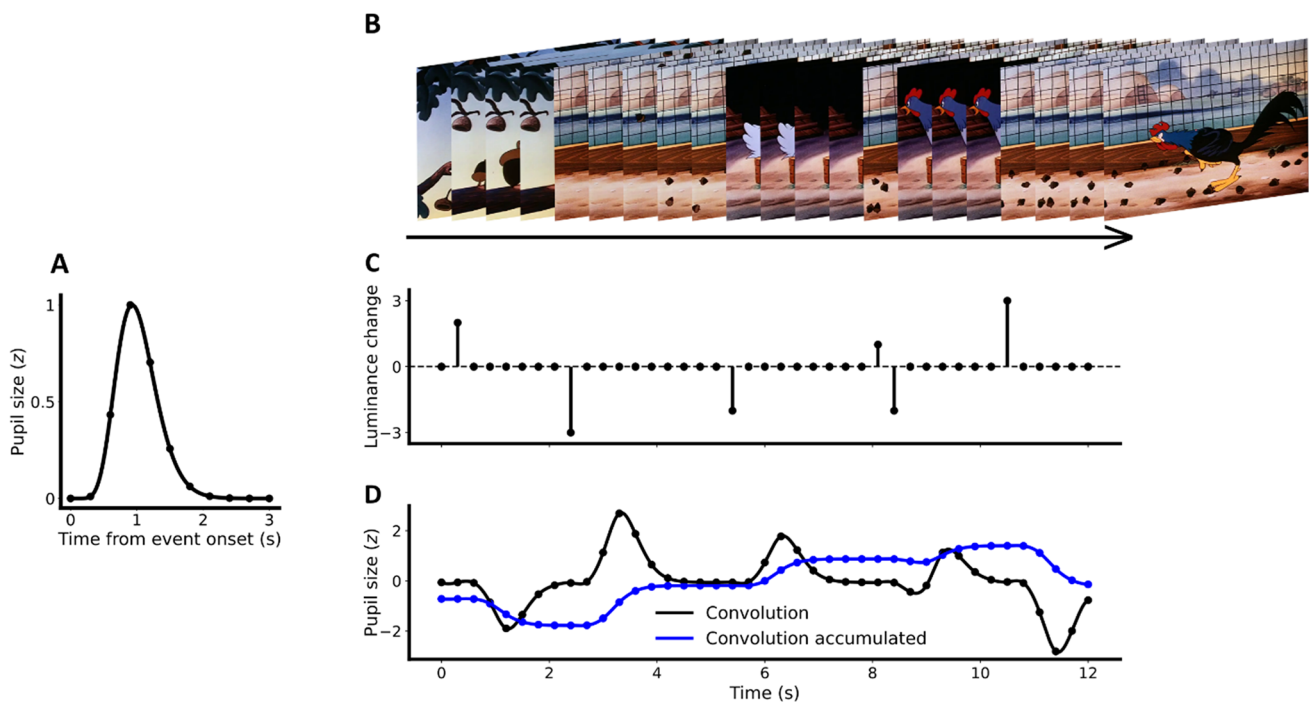 B
A
Pupil size (z)
1
0.5
0
0 1 2 3
Time from event onset (s)
C
Luminance change
3
0
−3
D
Pupil size (z)
2
0
−2
Convolution
Convolution accumulated
0 2 4 6 8 10 12
Time (s)